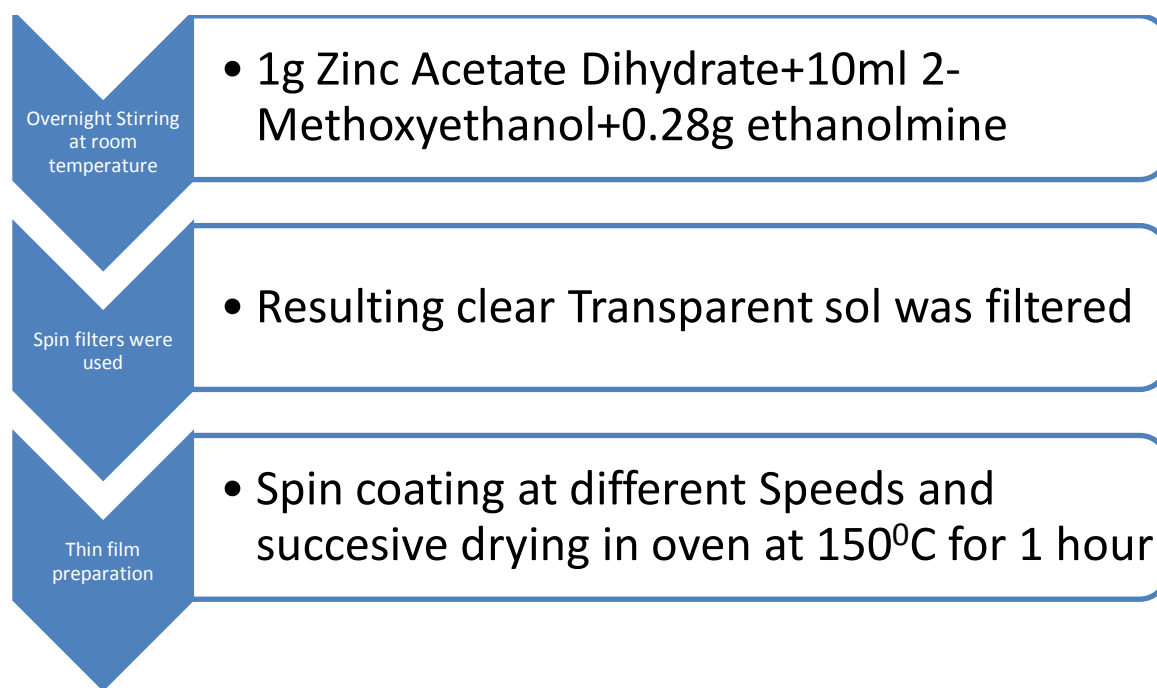 Overnight Stirring
at room
temperature
• 1g Zinc Acetate Dihydrate+10ml 2-
Methoxyethanol+0.28g ethanolmine
Spin filters were
used
• Resulting clear Transparent sol was filtered
Thin film
preparation
• Spin coating at different Speeds and
succesive drying in oven at 150⁰C for 1 hour